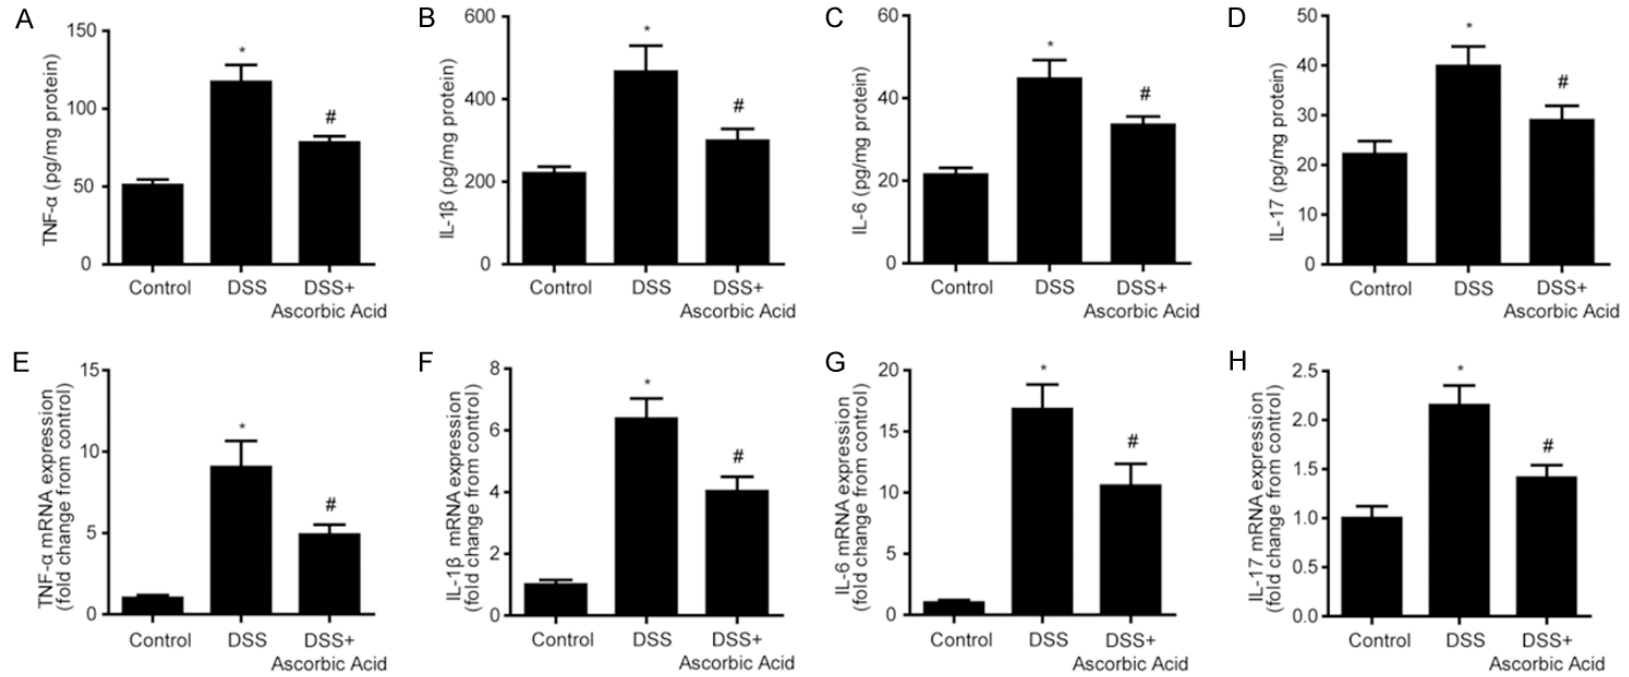 A
TNF-α (pg/mg protein)
150
100
50
0
*
#
Control
DSS
DSS+
Ascorbic Acid
B
IL-1β (pg/mg protein)
600
400
200
0
*
#
Control
DSS
DSS+
Ascorbic Acid
C
IL-6 (pg/mg protein)
60
40
20
0
*
#
Control
DSS
DSS+
Ascorbic Acid
D
IL-17 (pg/mg protein)
50
40
30
20
10
0
*
#
Control
DSS
DSS+
Ascorbic Acid
E
TNF-α mRNA expression
(fold change from control)
15
10
5
0
*
#
Control
DSS
DSS+
Ascorbic Acid
F
IL-1β mRNA expression
(fold change from control)
8
6
4
2
0
*
#
Control
DSS
DSS+
Ascorbic Acid
G
IL-6 mRNA expression
(fold change from control)
20
15
10
5
0
*
#
Control
DSS
DSS+
Ascorbic Acid
H
IL-17 mRNA expression
(fold change from control)
2.5
2.0
1.5
1.0
0.5
0.0
*
#
Control
DSS
DSS+
Ascorbic Acid